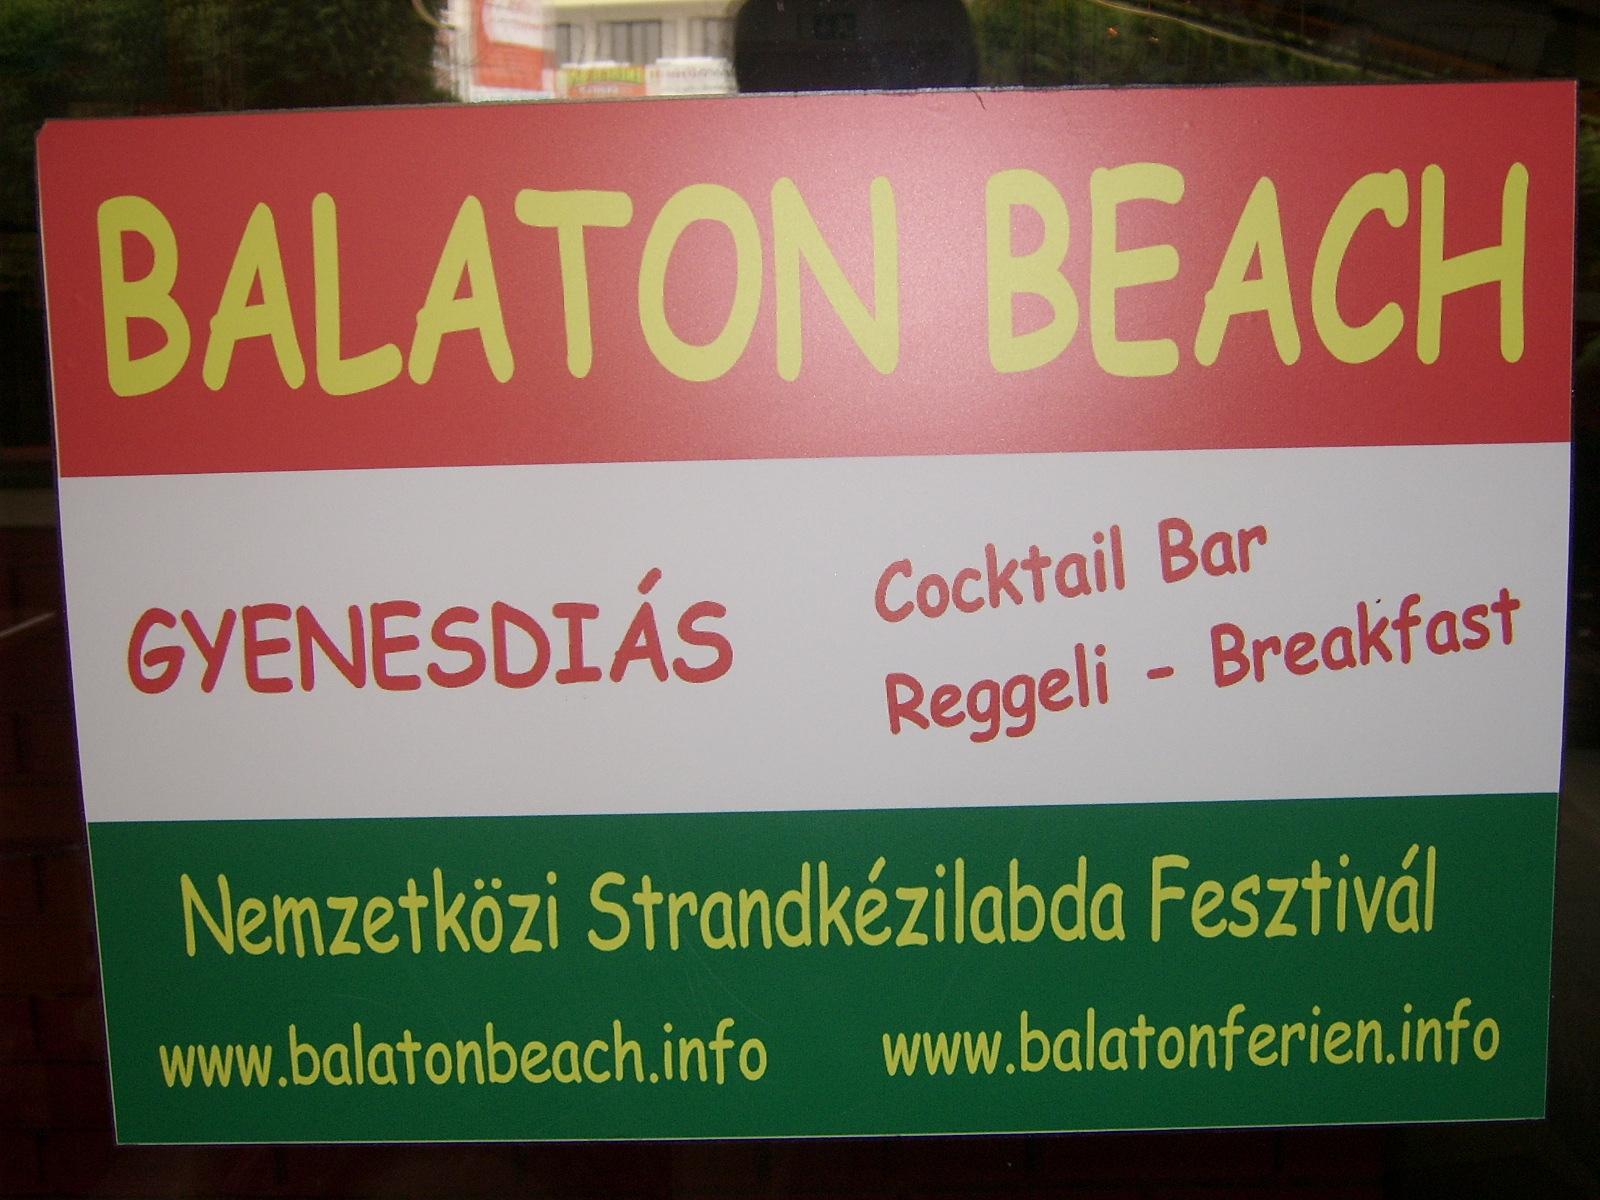 BALATON BEACH
GYENESDIÁS
Cocktail Bar
Reggeli - Breakfast
Nemzetközi Strandkézilabda Fesztivál
www.balatonbeach.info
www.balatonferien.info